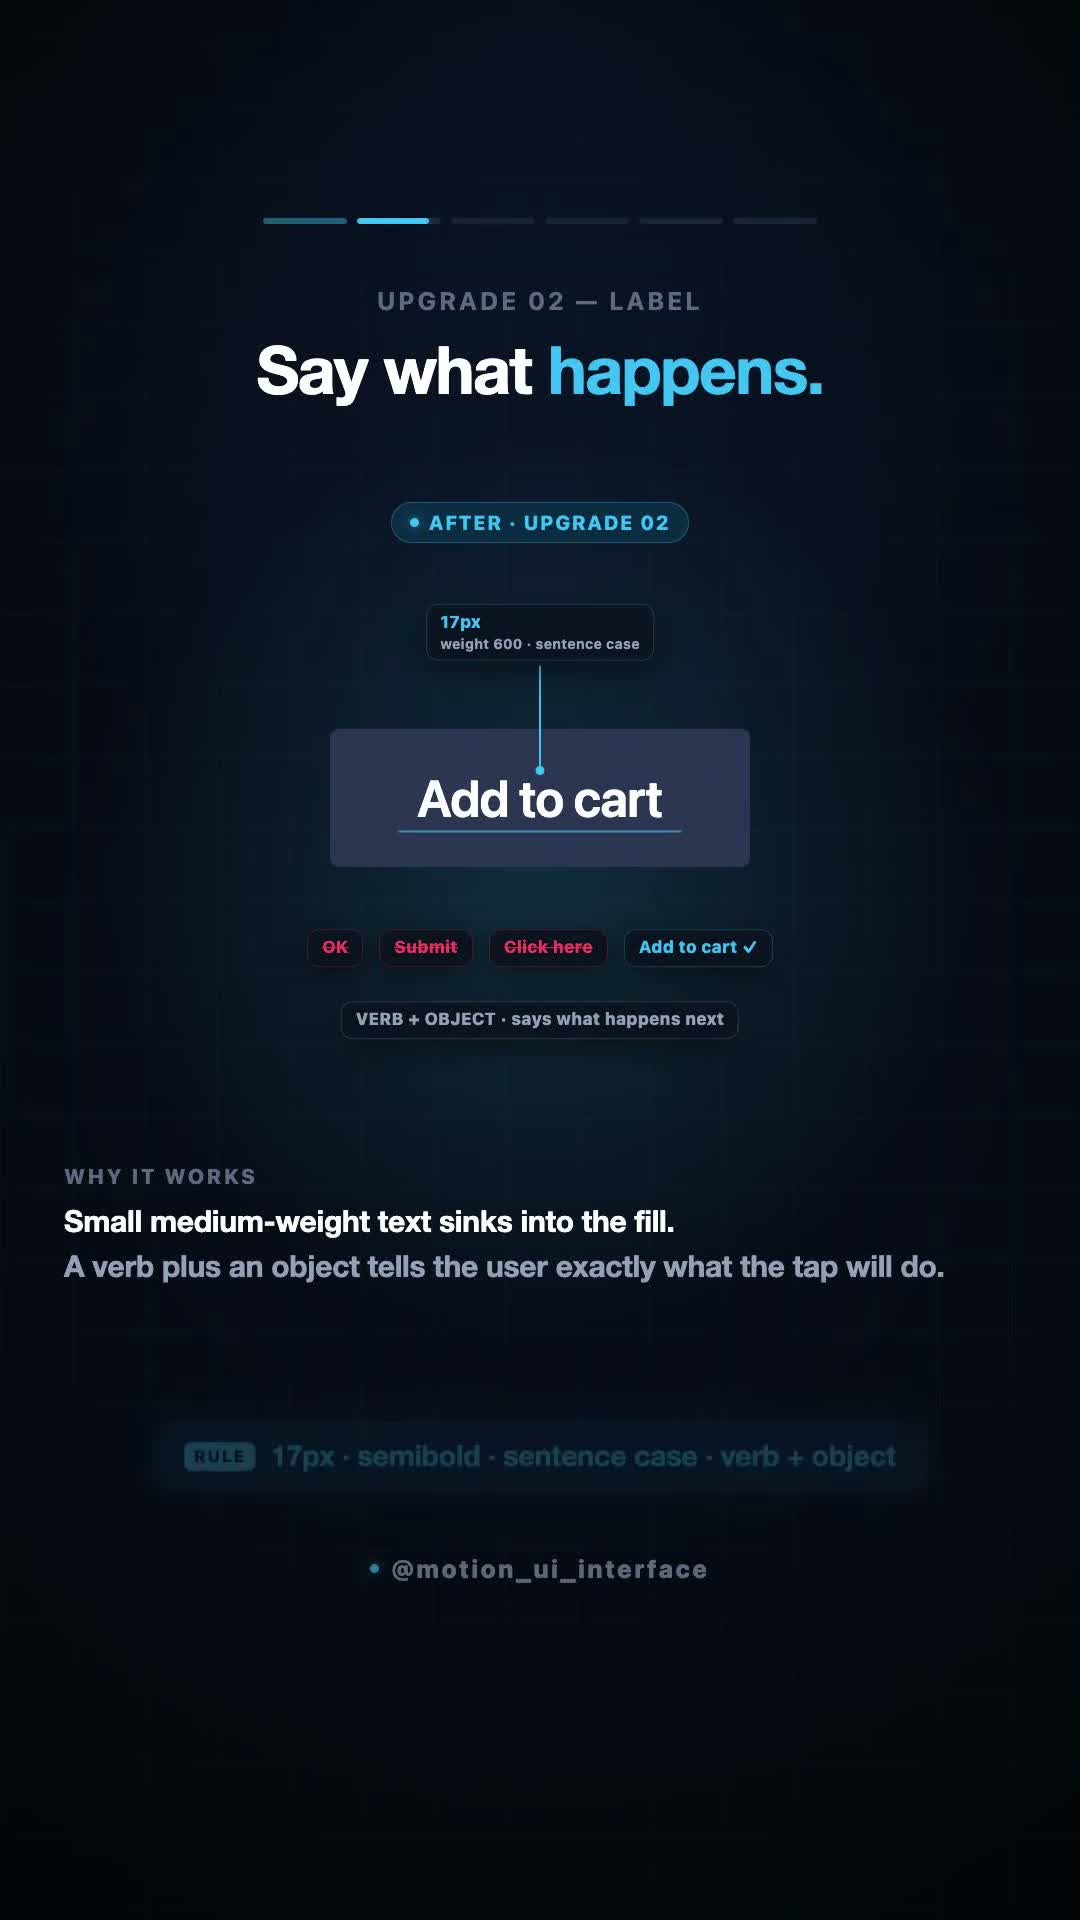 UPGRADE 02 — LABEL
Say what happens.
AFTER · UPGRADE 02
17px
weight 600 · sentence case
Add to cart
OK
Submit
Click here
Add to cart ✓
VERB + OBJECT · says what happens next
WHY IT WORKS
Small medium-weight text sinks into the fill.
A verb plus an object tells the user exactly what the tap will do.
RULE 17px · semibold · sentence case · verb + object
@motion_ui_interface